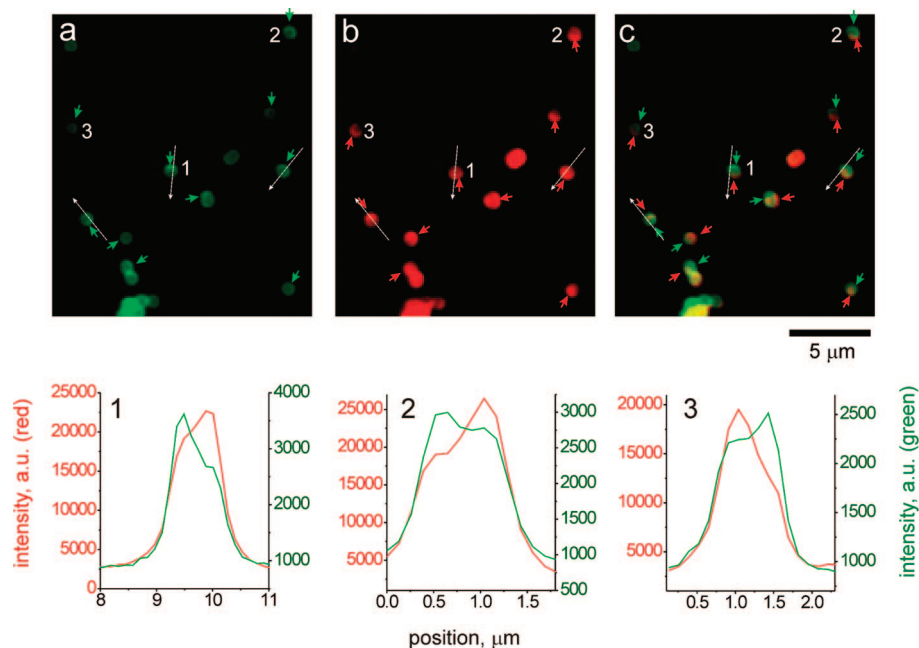 a b c
2 2 2
3 3 3
1 1 1
5 μm
1 2 3
intensity, a.u. (red)
25000 20000 15000 10000 5000 0
4000 3000 2000 1000
8 9 10 11
25000 20000 15000 10000 5000
3000 2500 2000 1500 1000 500
0.0 0.5 1.0 1.5
20000 15000 10000 5000
2500 2000 1500 1000
0.5 1.0 1.5 2.0
intensity, a.u. (green)
position, μm